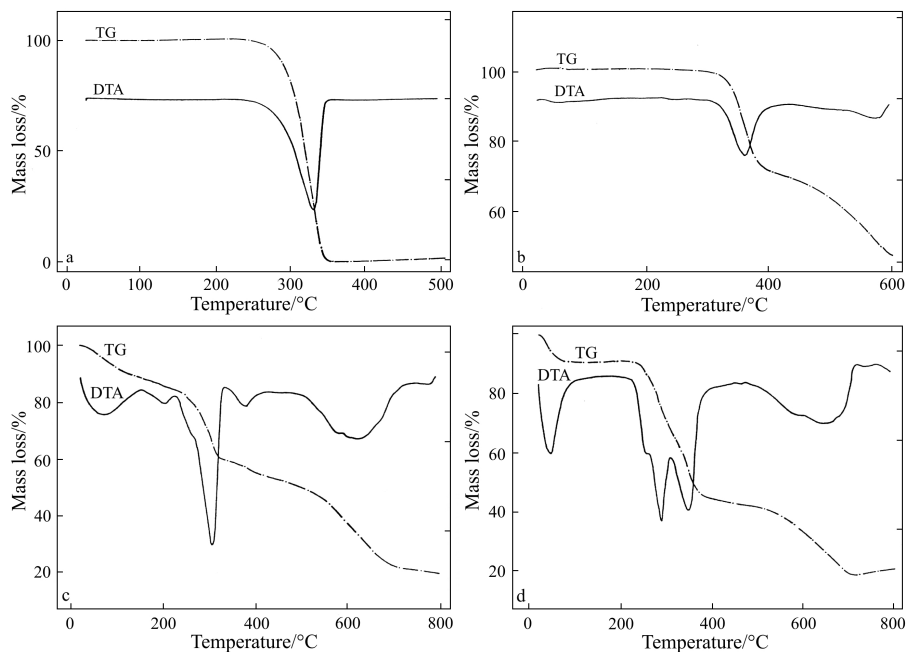 TG
100
DTA
50
0
Mass loss/%
a
0 100 200 300 400 500
Temperature/°C
TG
100
DTA
80
60
Mass loss/%
b
0 200 400 600
Temperature/°C
100
TG
DTA
80
60
40
20
Mass loss/%
c
0 200 400 600 800
Temperature/°C
TG
DTA
80
60
40
20
Mass loss/%
d
0 200 400 600 800
Temperature/°C